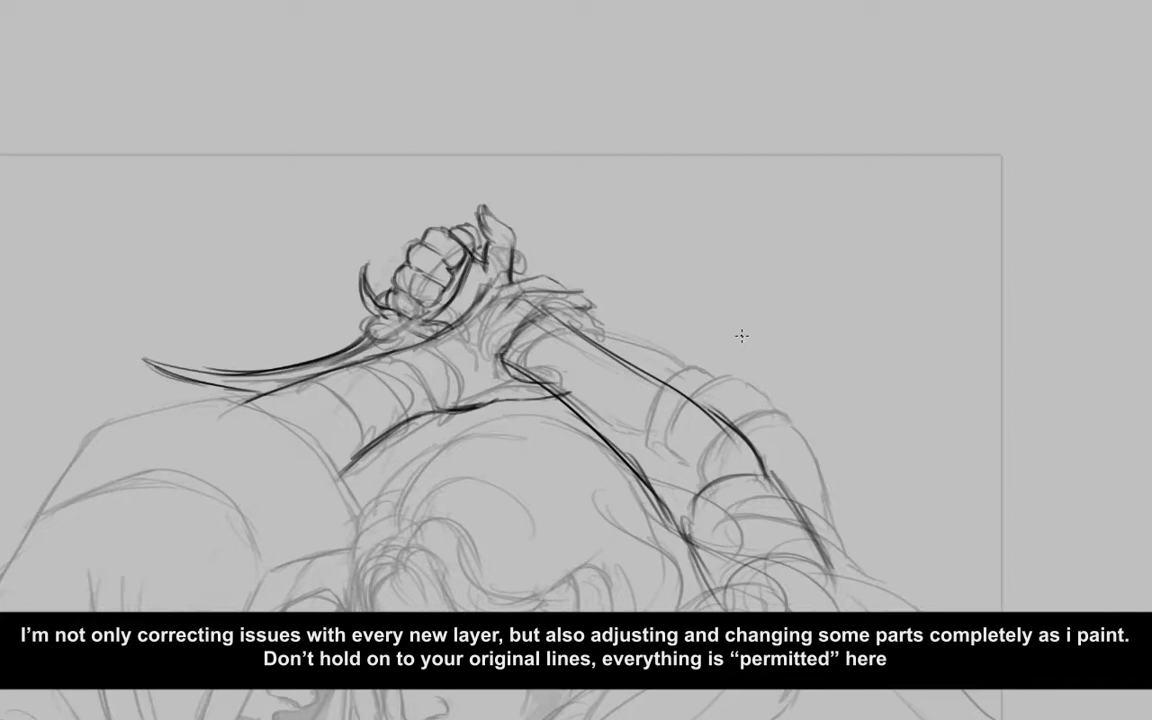 I’m not only correcting issues with every new layer, but also adjusting and changing some parts completely as i paint.
Don’t hold on to your original lines, everything is “permitted” here